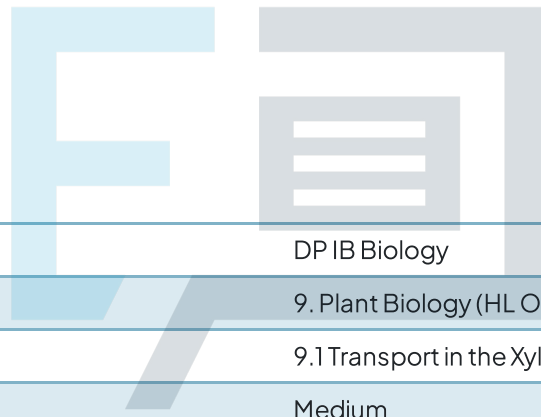 DP IB Biology
9. Plant Biology (HL O
9.1 Transport in the Xyl
Medium